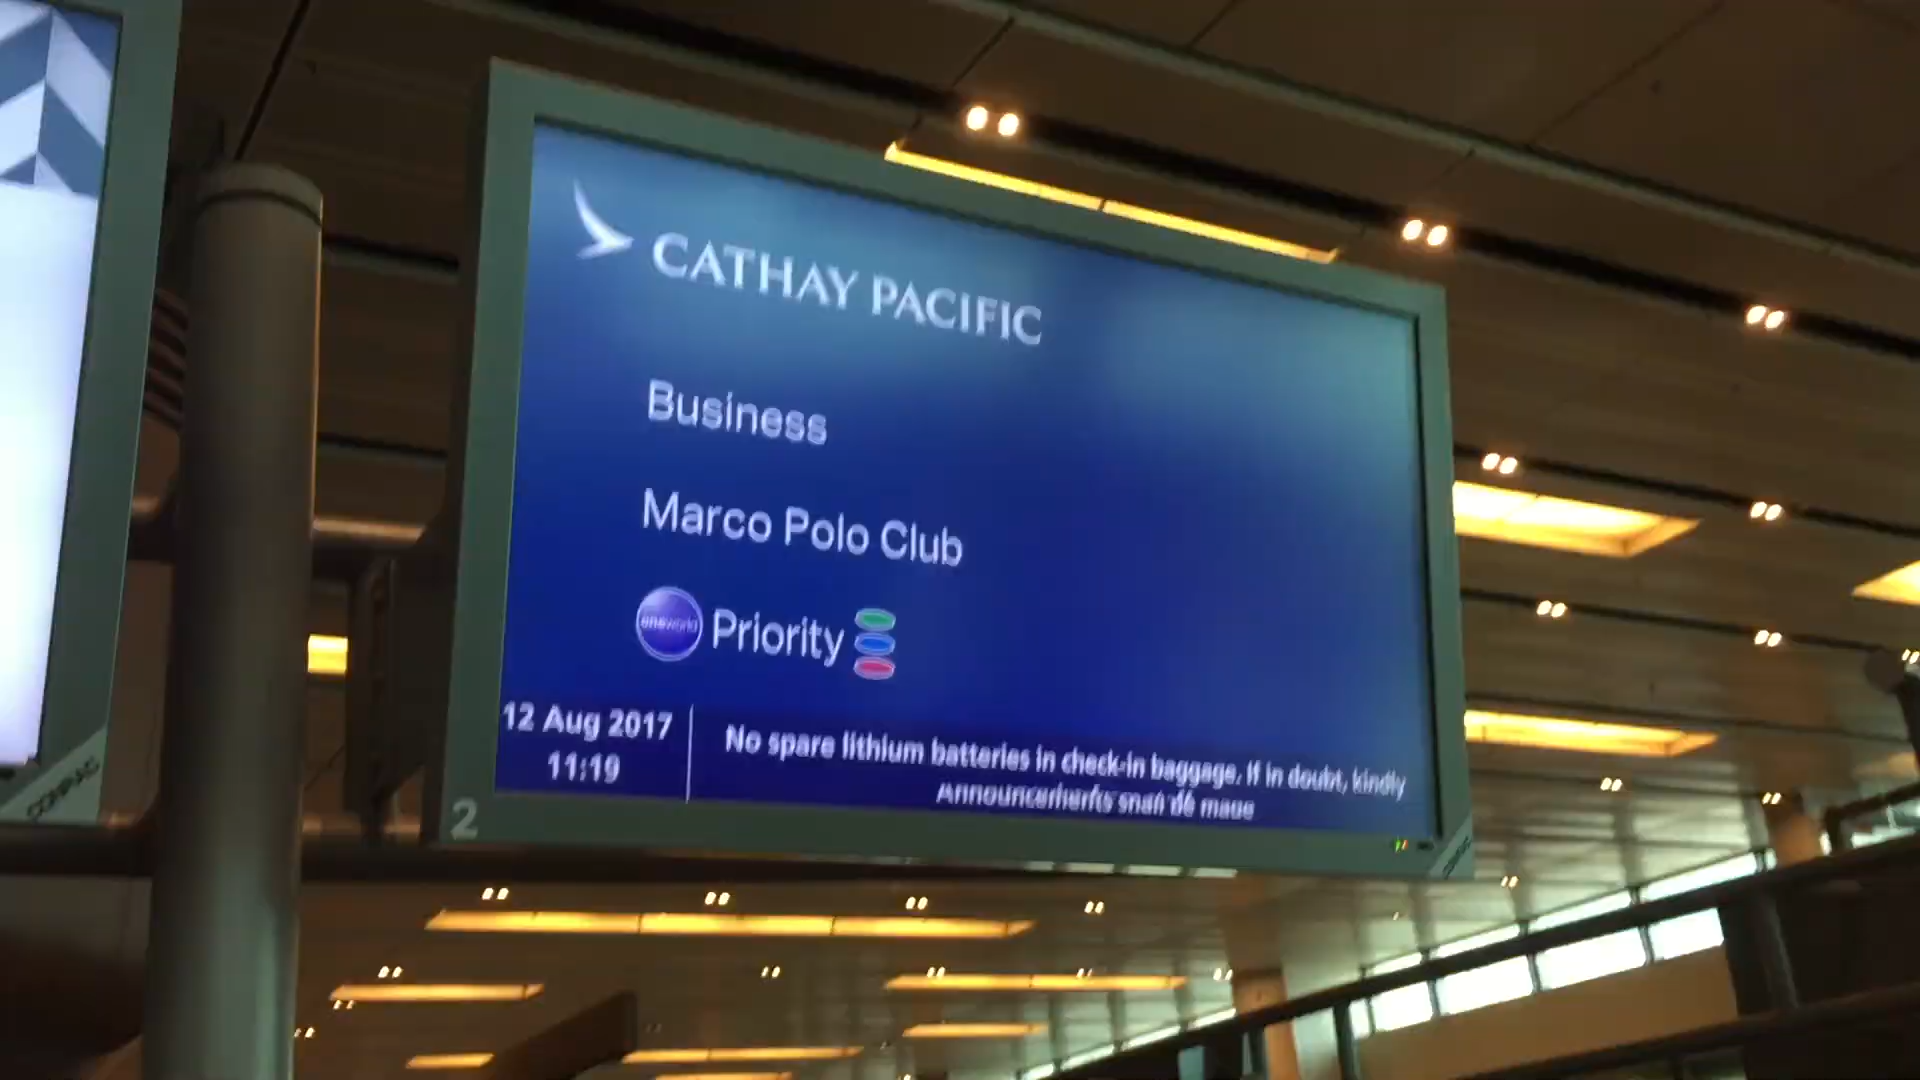 CATHAY PACIFIC
Business
Marco Polo Club
oneworld Priority
12 Aug 2017
11:19
No spare lithium batteries in check-in baggage. If in doubt, kindly
2
COMPAQ